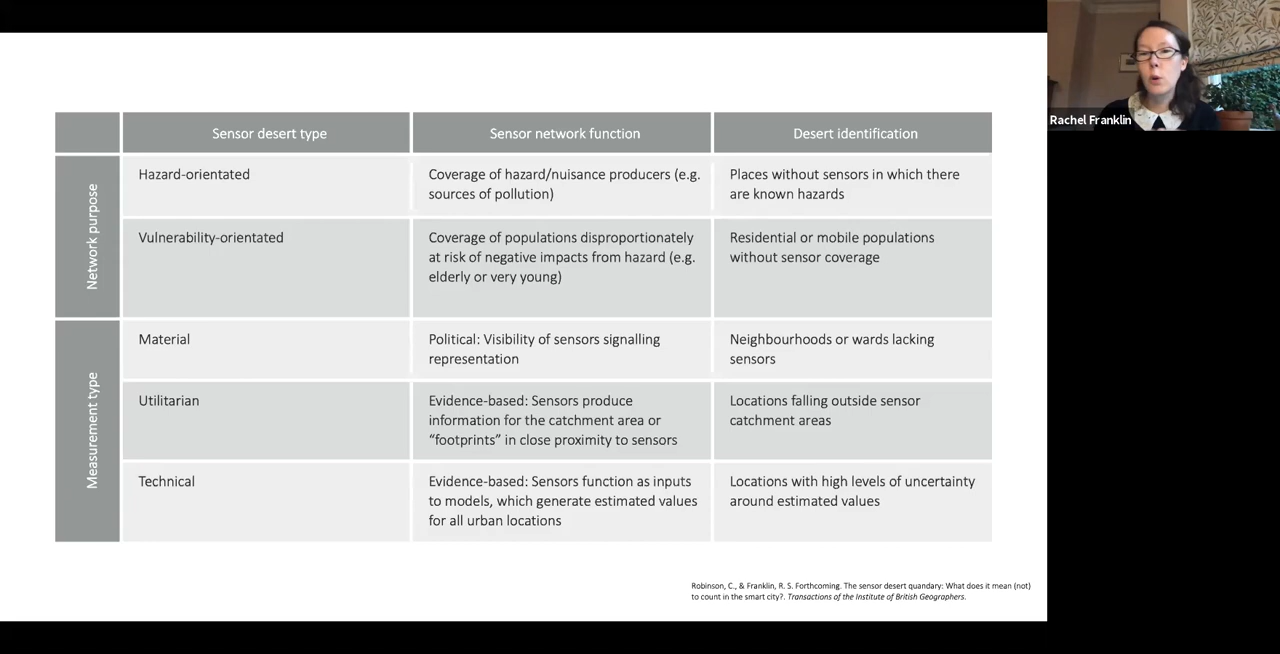 Rachel Franklin
Sensor desert type
Sensor network function
Desert identification
Network purpose
Hazard-orientated
Coverage of hazard/nuisance producers (e.g.
sources of pollution)
Places without sensors in which there
are known hazards
Vulnerability-orientated
Coverage of populations disproportionately
at risk of negative impacts from hazard (e.g.
elderly or very young)
Residential or mobile populations
without sensor coverage
Measurement type
Material
Political: Visibility of sensors signalling
representation
Neighbourhoods or wards lacking
sensors
Utilitarian
Evidence-based: Sensors produce
information for the catchment area or
“footprints” in close proximity to sensors
Locations falling outside sensor
catchment areas
Technical
Evidence-based: Sensors function as inputs
to models, which generate estimated values
for all urban locations
Locations with high levels of uncertainty
around estimated values
Robinson, C., & Franklin, R. S. Forthcoming. The sensor desert quandary: What does it mean (not)
to count in the smart city?. Transactions of the Institute of British Geographers.